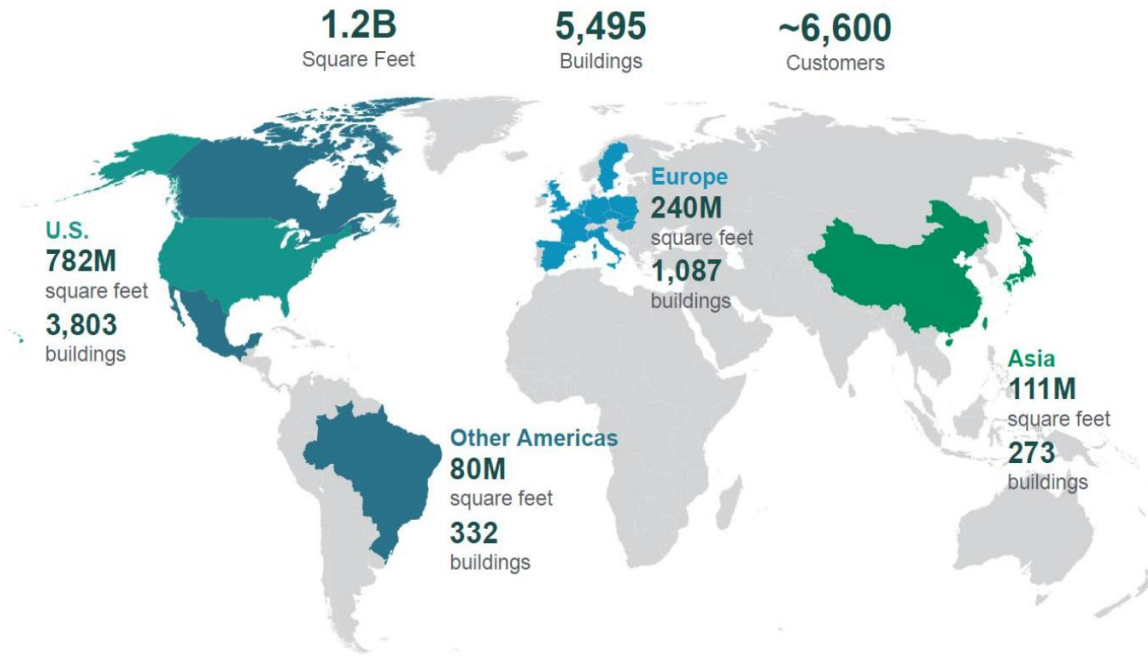 1.2B
Square Feet
5,495
Buildings
~6,600
Customers
U.S.
782M
square feet
3,803
buildings
Other Americas
80M
square feet
332
buildings
Europe
240M
square feet
1,087
buildings
Asia
111M
square feet
273
buildings